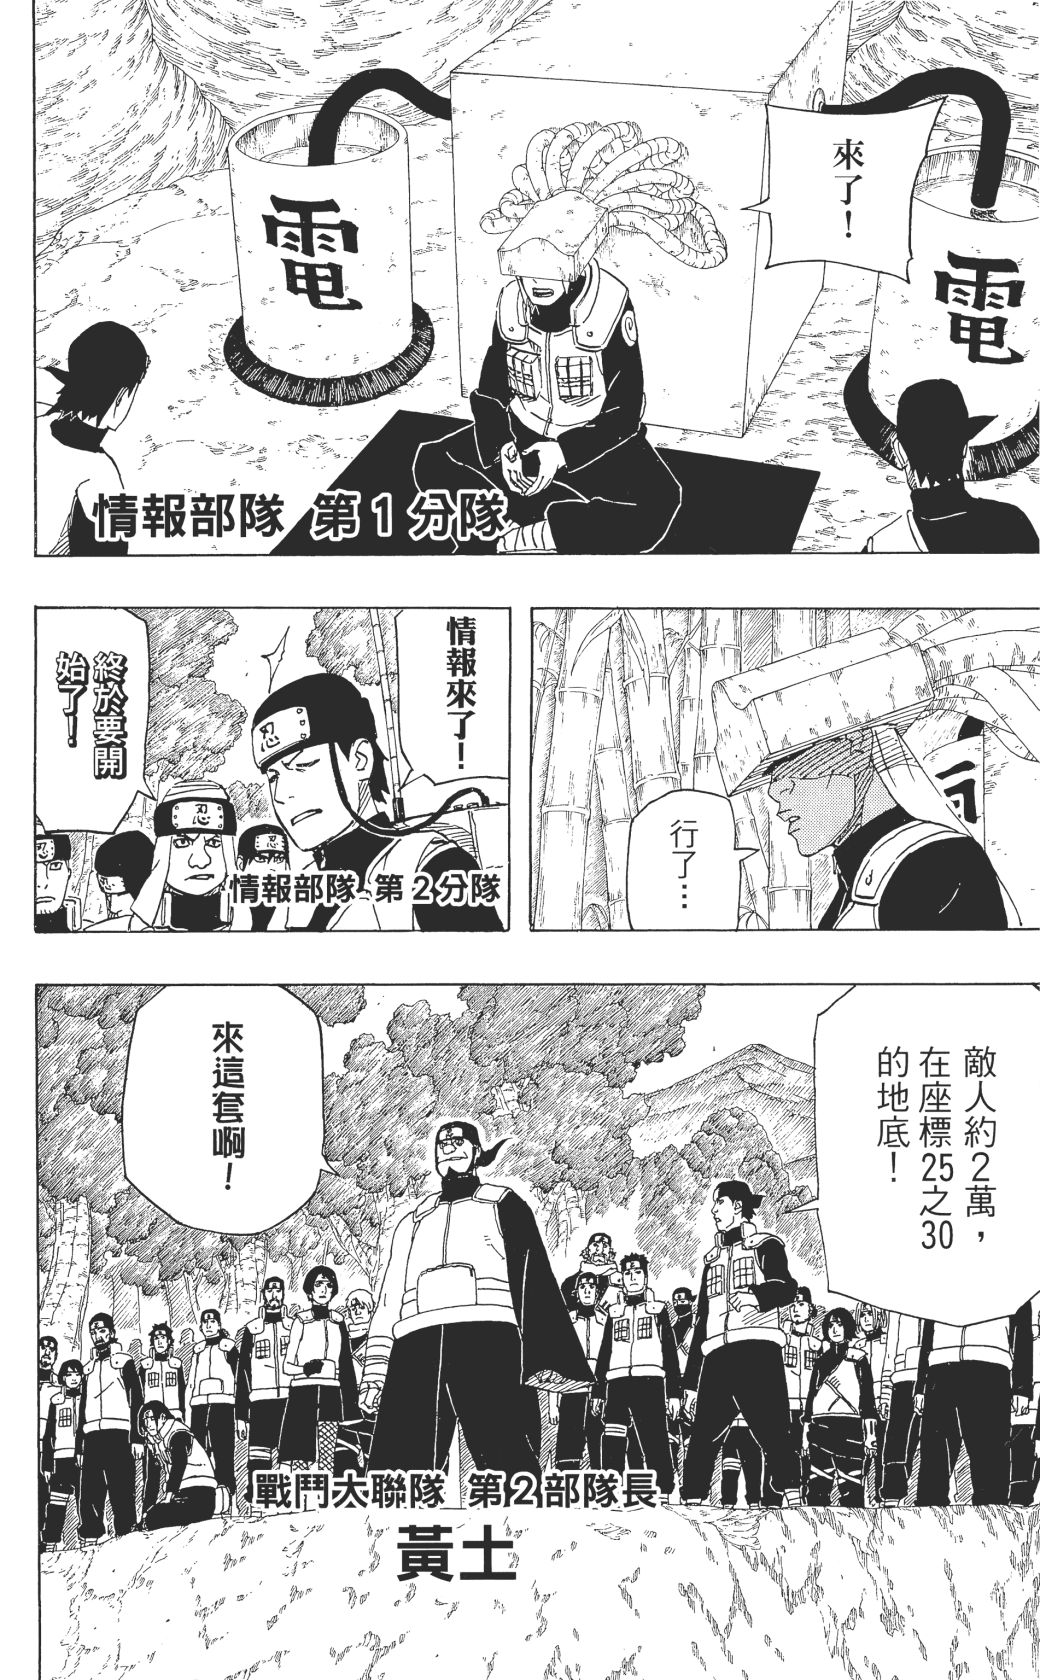 來了！
電
電
情報部隊 第1分隊
行了…
司
情報來了！
忍
終於要開
始了！
忍
忍
情報部隊 第2分隊
敵人約2萬，
在座標25之30
的地底！
來這套啊！
戰鬥大聯隊 第2部隊長
黃土